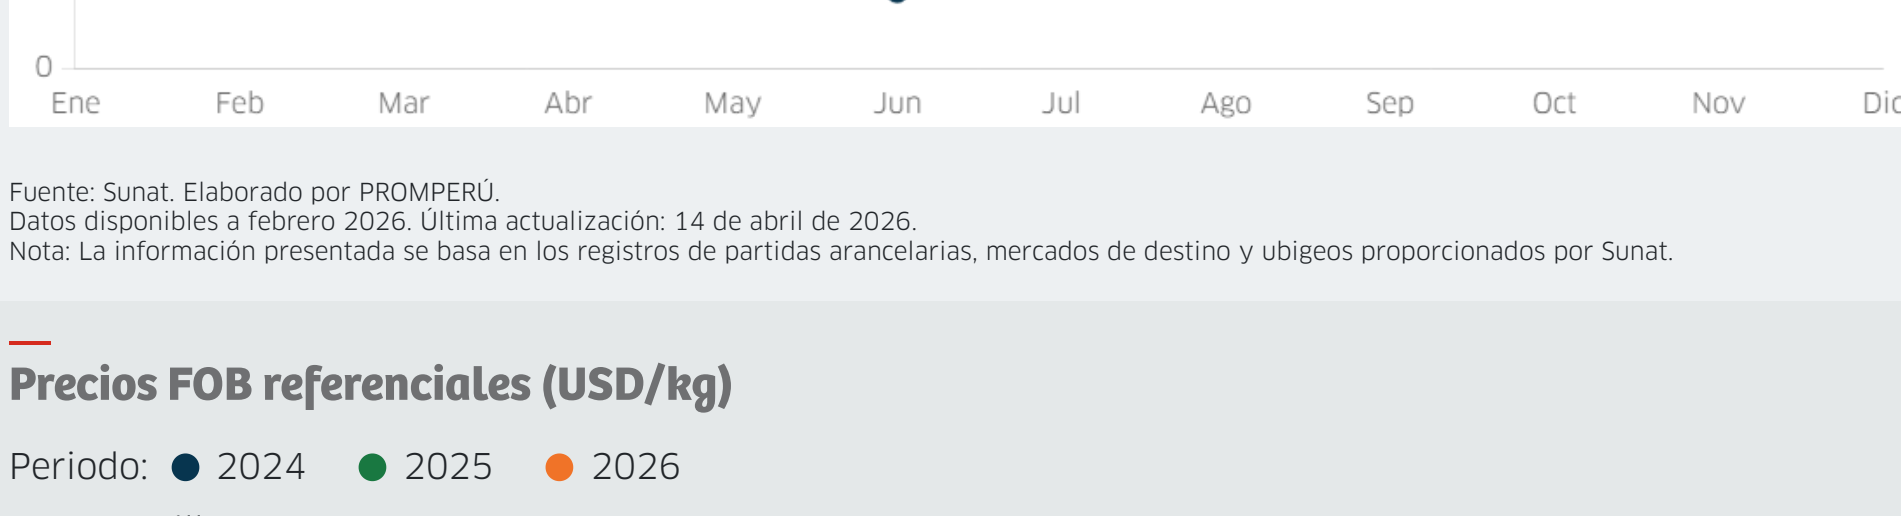 0
Ene Feb Mar Abr May Jun Jul Ago Sep Oct Nov
Fuente: Sunat. Elaborado por PROMPERÚ.
Datos disponibles a febrero 2026. Última actualización: 14 de abril de 2026.
Nota: La información presentada se basa en los registros de partidas arancelarias, mercados de destino y ubigeos proporcionados por Sunat.
Precios FOB referenciales (USD/kg)
Periodo: 2024 2025 2026